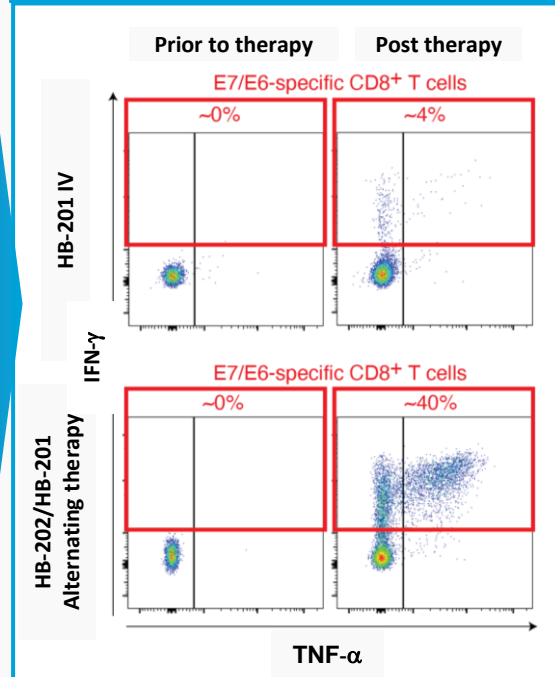 Prior to therapy Post therapy
E7/E6-specific CD8⁺ T cells
~0% ~4%
HB-201 IV
IFN-γ
E7/E6-specific CD8⁺ T cells
~0% ~40%
HB-202/HB-201
Alternating therapy
TNF-α